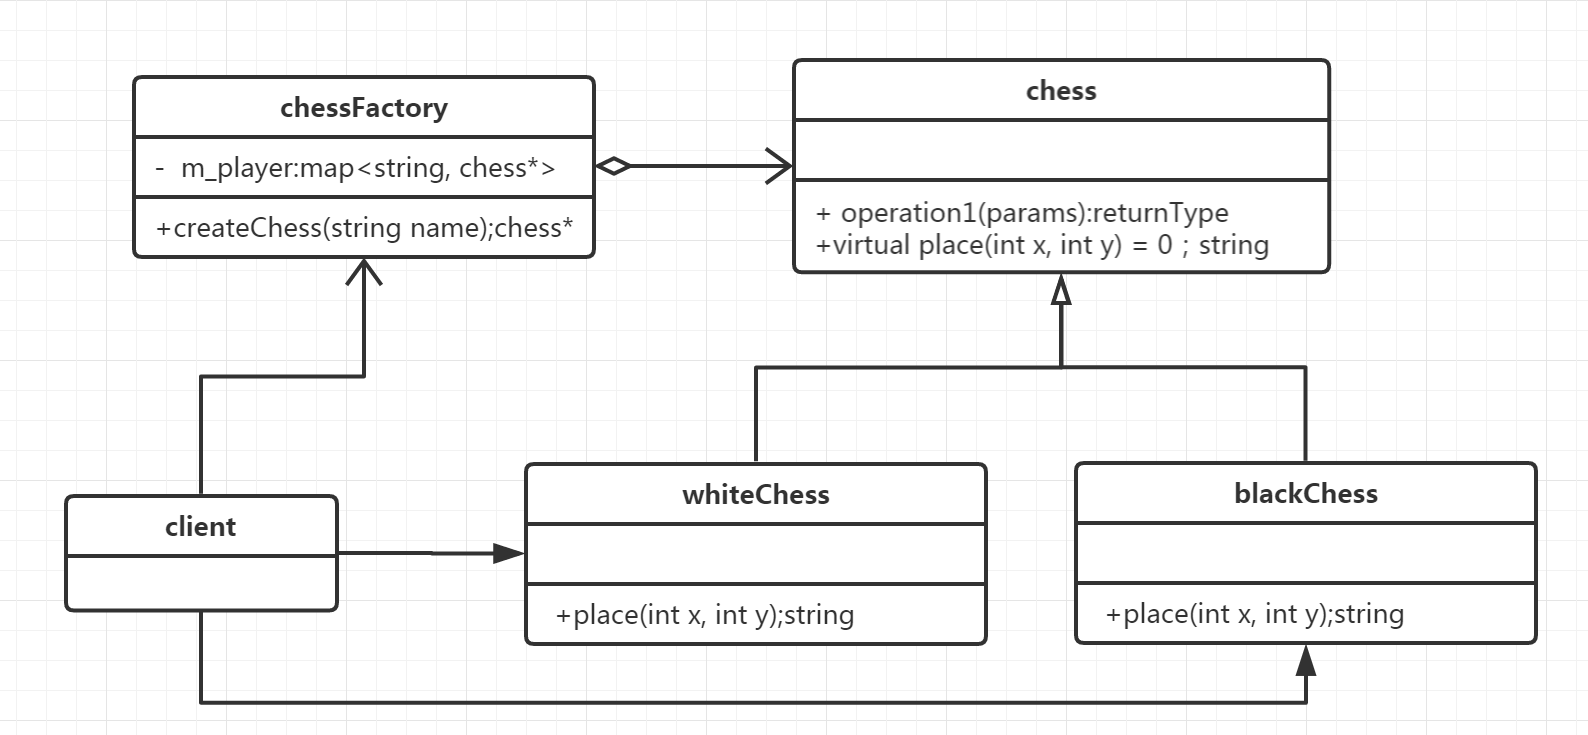 chessFactory
- m_player:map<string, chess*>
+createChess(string name);chess*
chess
+ operation1(params):returnType
+virtual place(int x, int y) = 0 ; string
client
whiteChess
+place(int x, int y);string
blackChess
+place(int x, int y);string